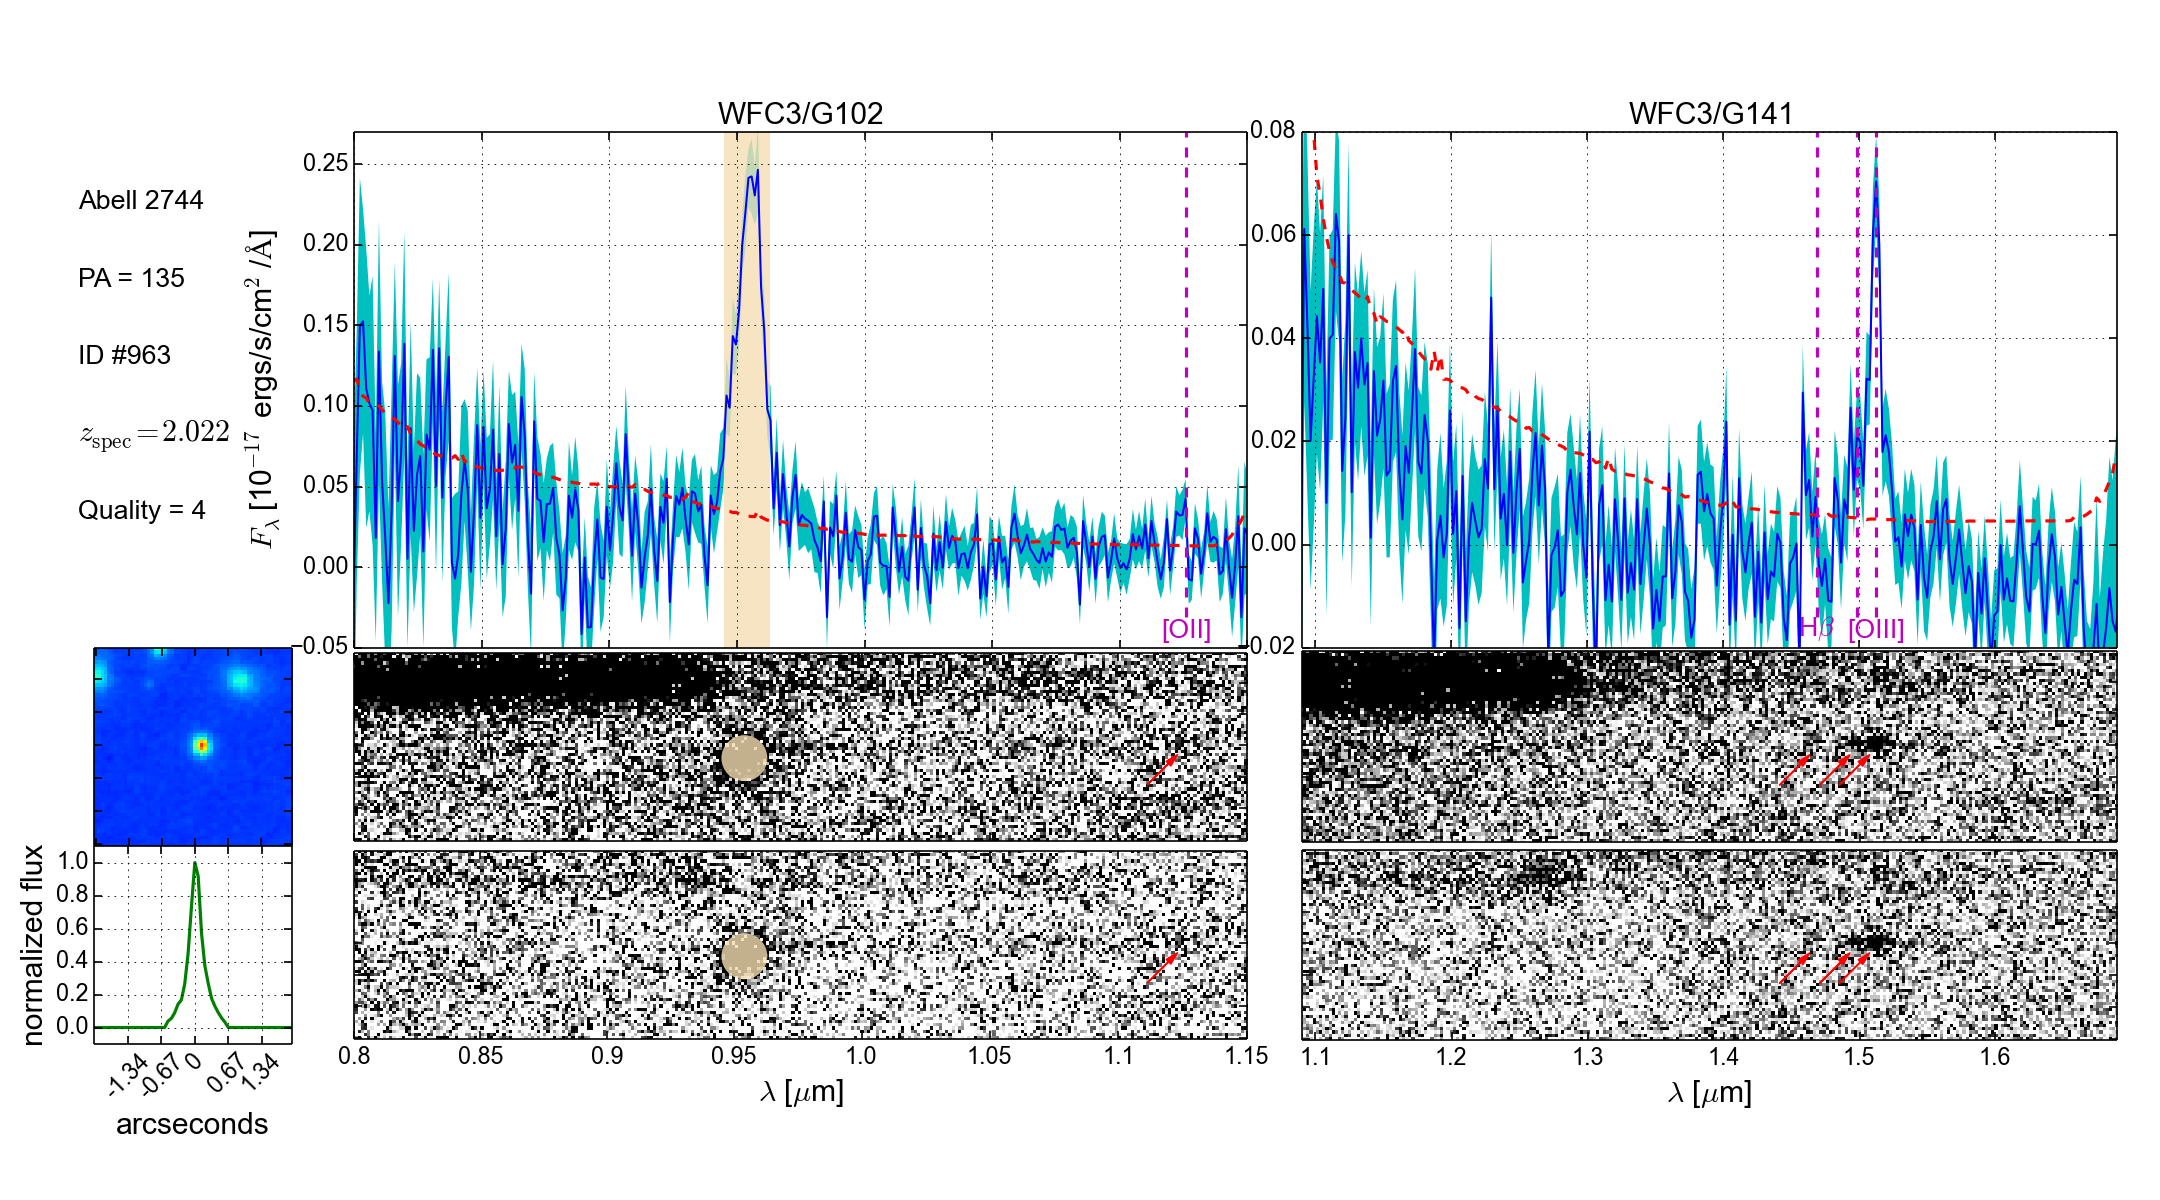 WFC3/G102
WFC3/G141
Abell 2744
PA = 135
ID #963
z_spec = 2.022
Quality = 4
F_λ [10^−17 ergs/s/cm^2 /Å]
0.25
0.20
0.15
0.10
0.05
0.00
−0.05
[OII]
0.08
0.06
0.04
0.02
0.00
0.02
Hβ [OIII]
normalized flux
1.0
0.8
0.6
0.4
0.2
0.0
-1.34 -0.67 0 0.67 1.34
arcseconds
0.8 0.85 0.9 0.95 1.0 1.05 1.1 1.15
λ [μm]
1.1 1.2 1.3 1.4 1.5 1.6
λ [μm]